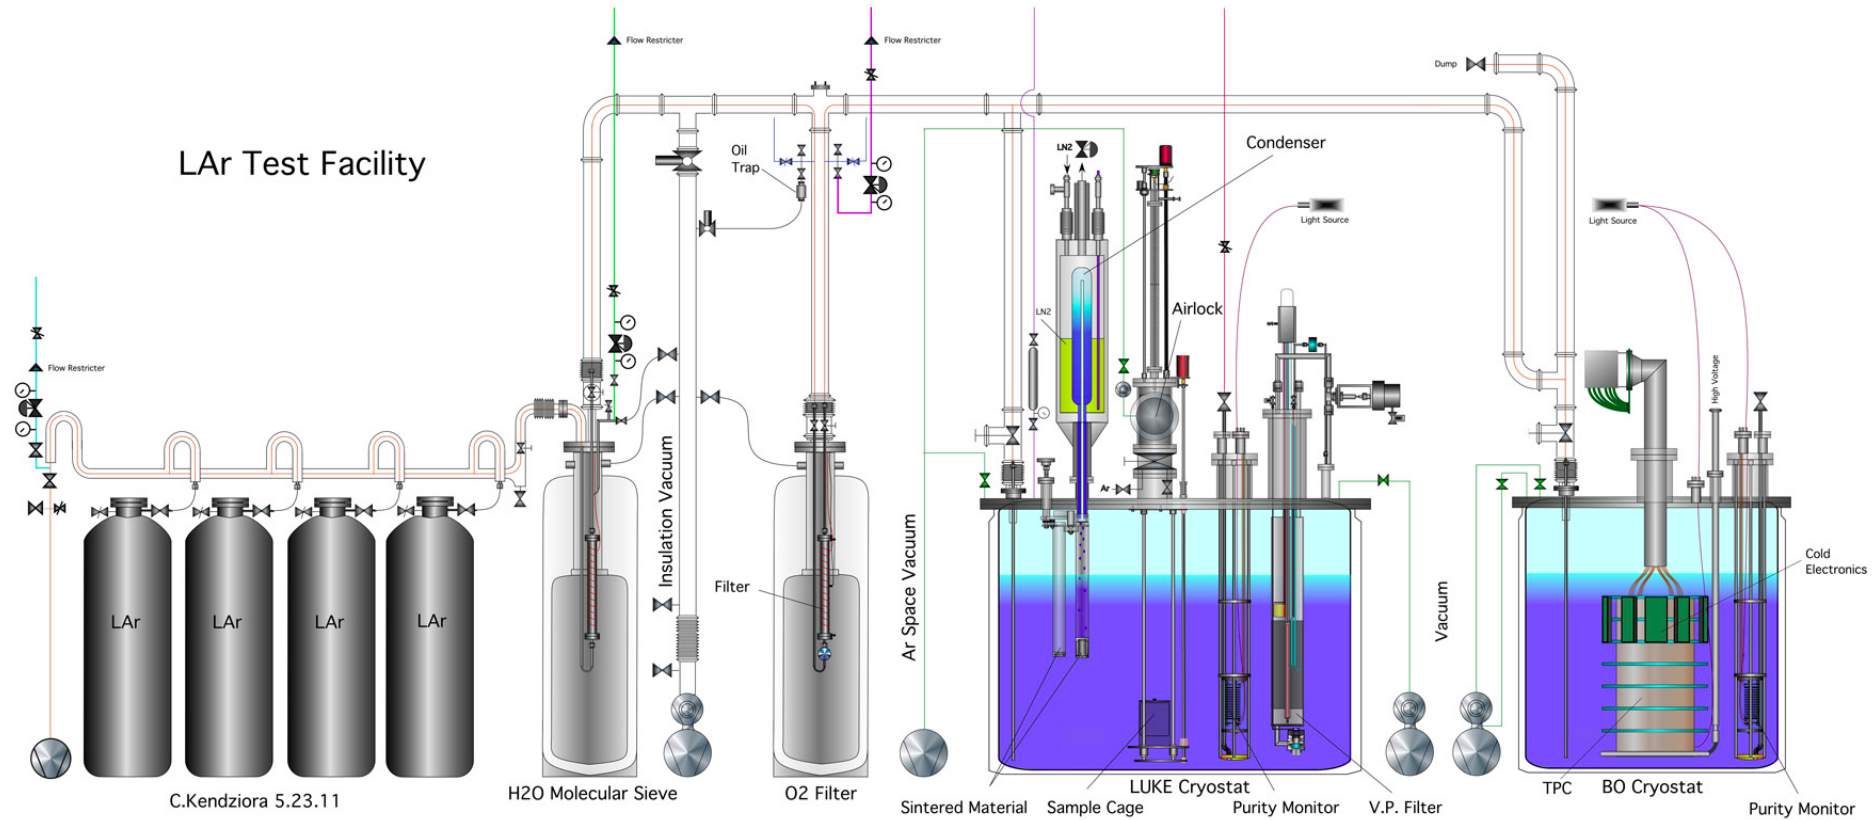 Flow Restricter
Flow Restricter
Dump
LAr Test Facility
Oil
Trap
LN2
Condenser
Light Source
Light Source
Airlock
LN2
Flow Restricter
High Voltage
Insulation Vacuum
Ar
Ar Space Vacuum
Vacuum
Cold
Electronics
Filter
LAr
LAr
LAr
LAr
C.Kendziora 5.23.11
H2O Molecular Sieve
O2 Filter
LUKE Cryostat
TPC
BO Cryostat
Sintered Material
Sample Cage
Purity Monitor
V.P. Filter
Purity Monitor